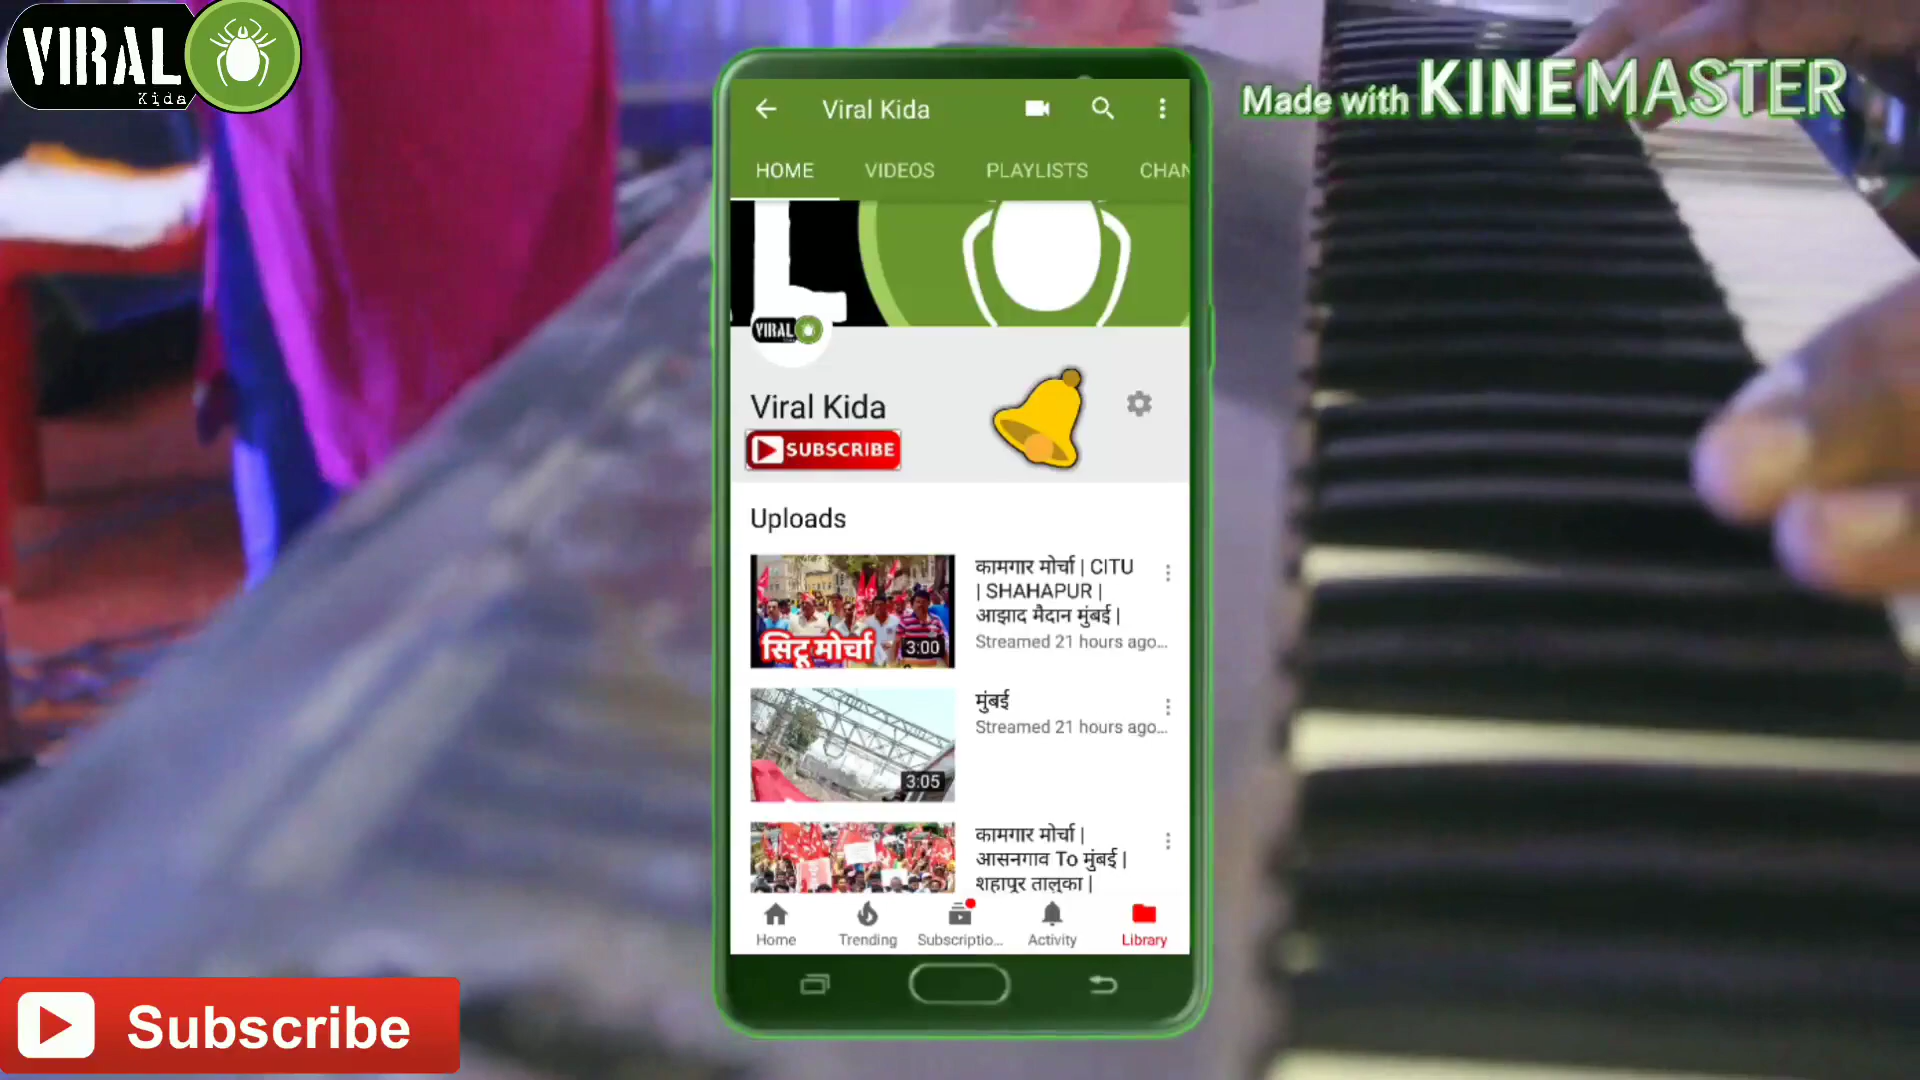 VIRAL
Kida
Made with KINEMASTER
Viral Kida
HOME VIDEOS PLAYLISTS CHAN
VIRAL
Viral Kida
SUBSCRIBE
Uploads
कामगार मोर्चा | CITU
| SHAHAPUR |
आझाद मैदान मुंबई |
Streamed 21 hours ago...
सिटू मोर्चा
3:00
मुंबई
Streamed 21 hours ago...
3:05
कामगार मोर्चा |
आसनगाव To मुंबई |
शहापूर तालुका |
Home Trending Subscriptio... Activity Library
Subscribe